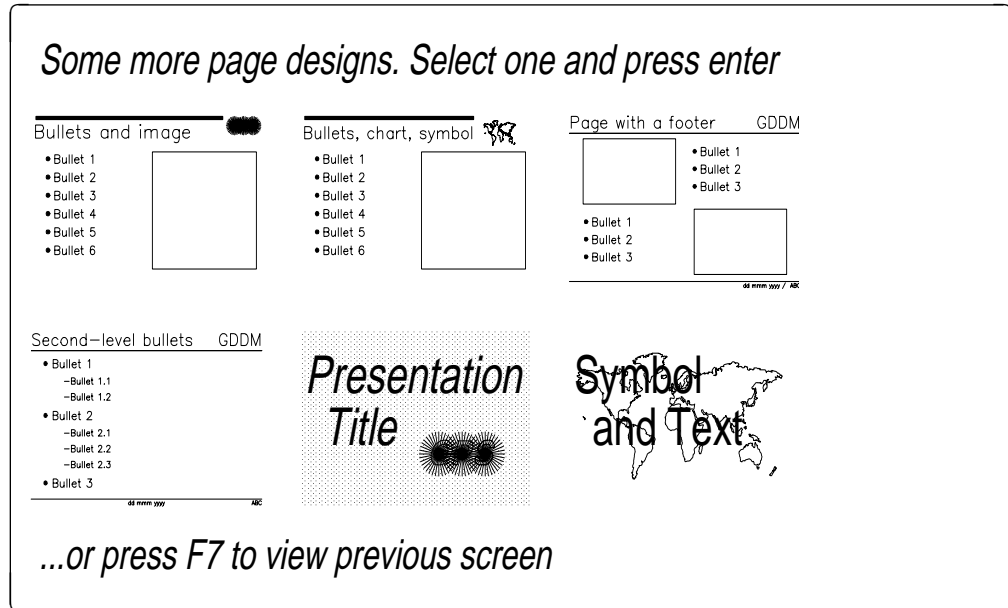 Some more page designs. Select one and press enter
Bullets and image
• Bullet 1
• Bullet 2
• Bullet 3
• Bullet 4
• Bullet 5
• Bullet 6
Bullets, chart, symbol
• Bullet 1
• Bullet 2
• Bullet 3
• Bullet 4
• Bullet 5
• Bullet 6
Page with a footer GDDM
• Bullet 1
• Bullet 2
• Bullet 3
• Bullet 1
• Bullet 2
• Bullet 3
dd mmm yyyy / ABC
Second-level bullets GDDM
• Bullet 1
-Bullet 1.1
-Bullet 1.2
• Bullet 2
-Bullet 2.1
-Bullet 2.2
-Bullet 2.3
• Bullet 3
dd mmm yyyy ABC
Presentation
Title
Symbol
and Text
...or press F7 to view previous screen